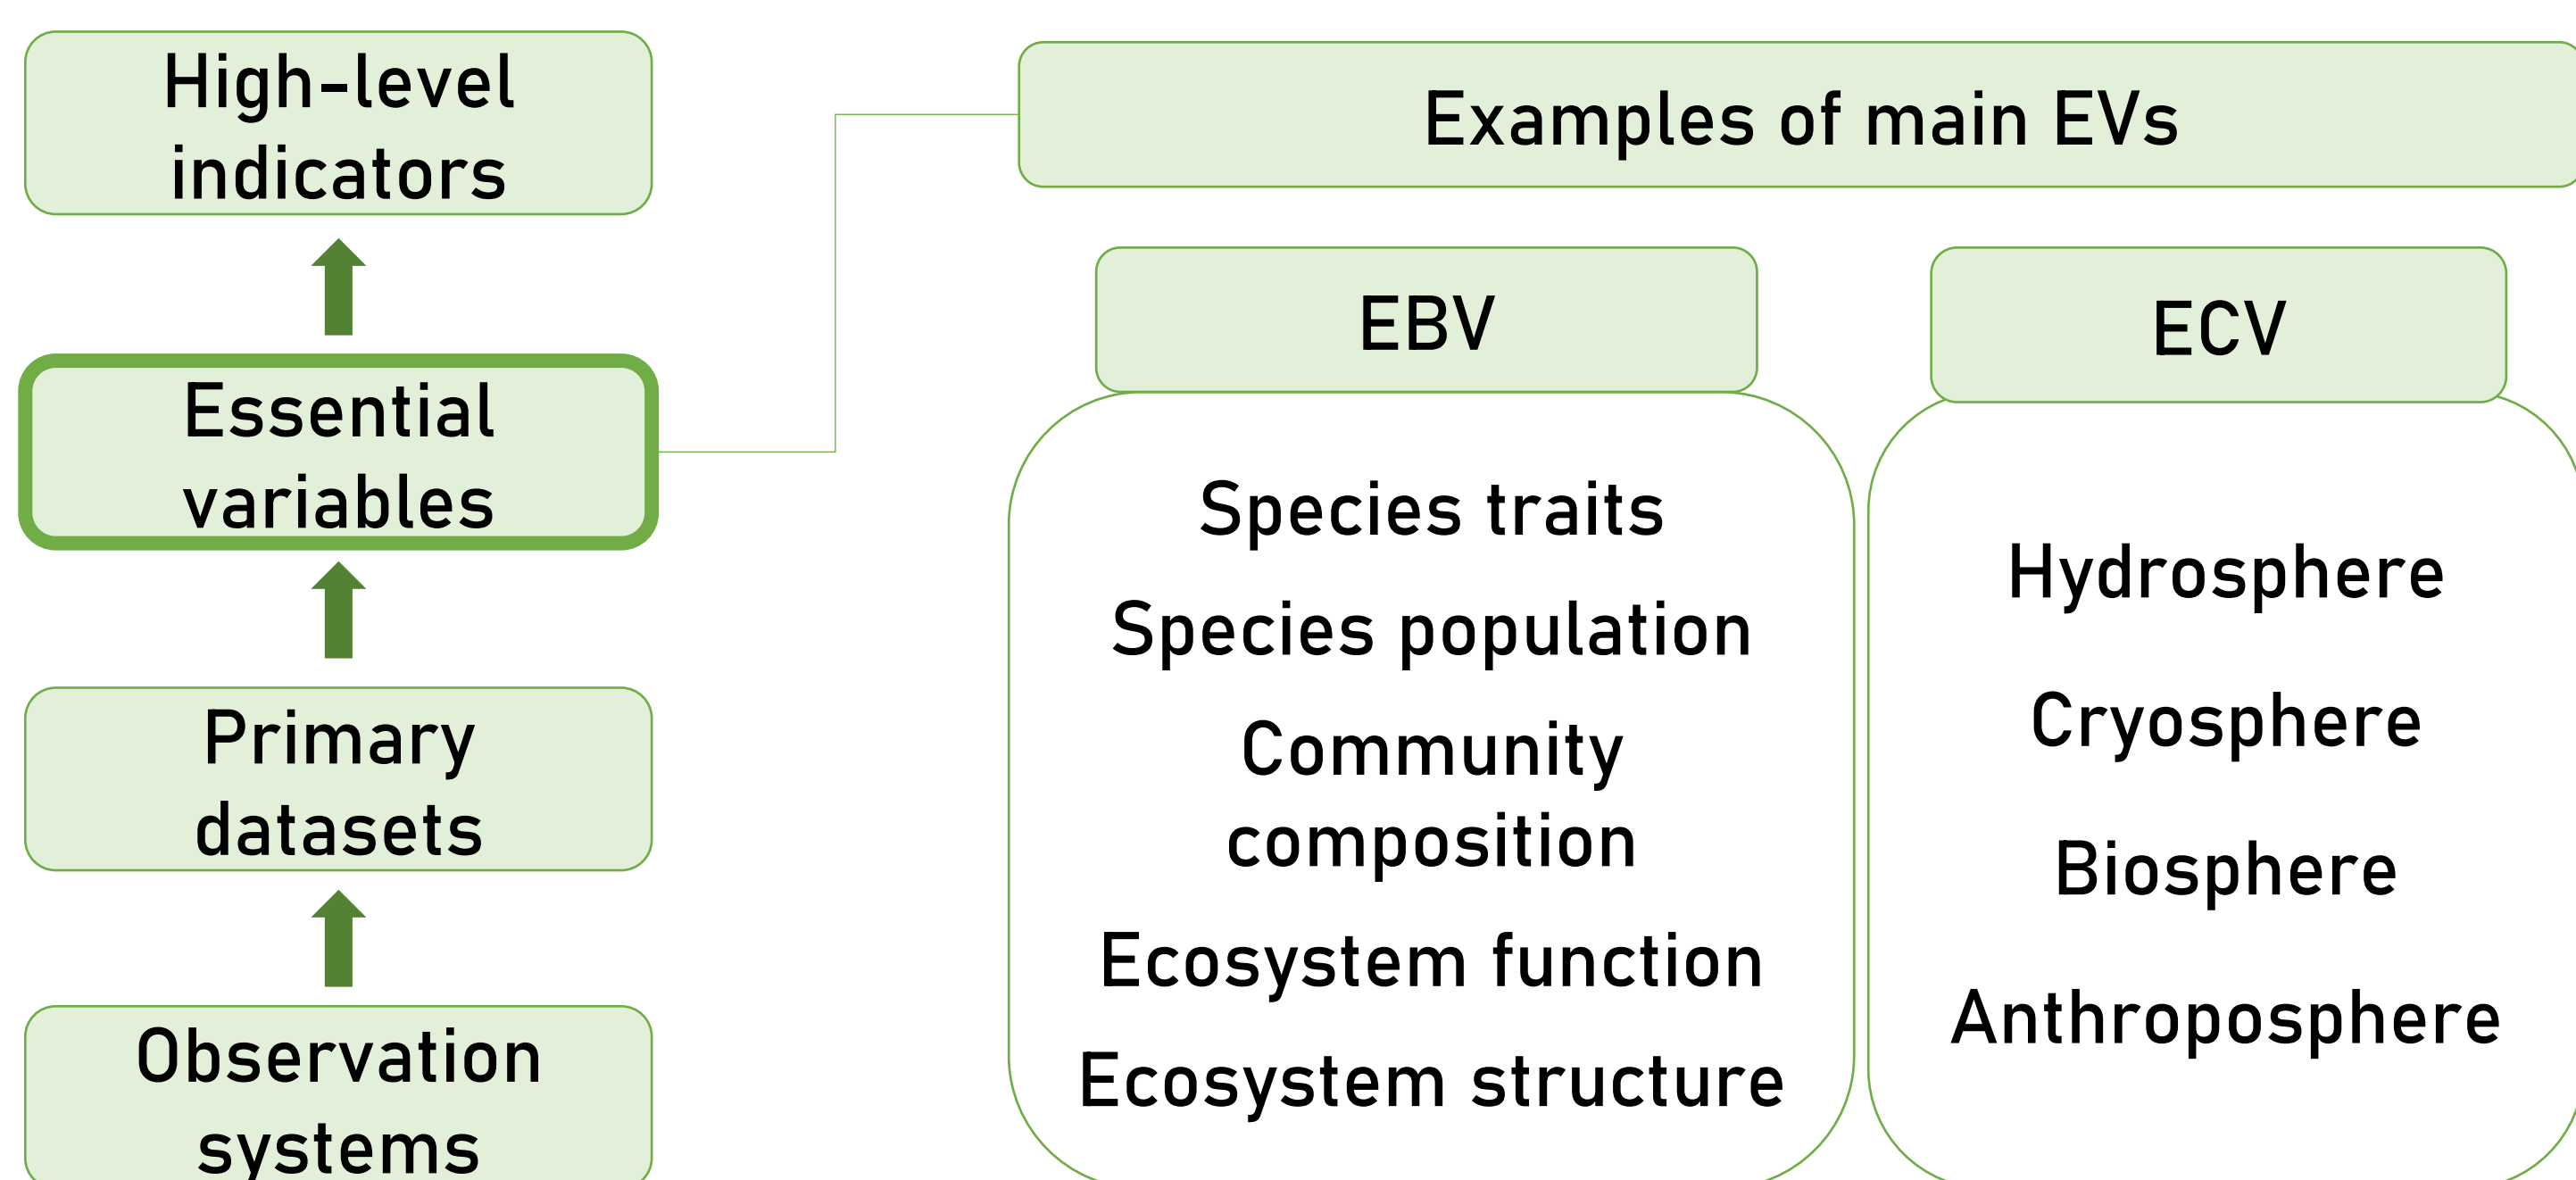 High-level
indicators
Essential
variables
Primary
datasets
Observation
systems
Examples of main EVs
EBV
Species traits
Species population
Community
composition
Ecosystem function
Ecosystem structure
ECV
Hydrosphere
Cryosphere
Biosphere
Anthroposphere